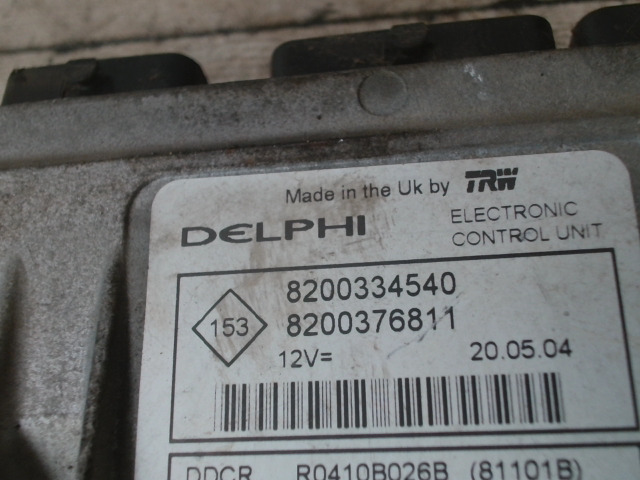 Made in the Uk by TRW
DELPHI
ELECTRONIC
CONTROL UNIT
153
8200334540
8200376811
12V=
20.05.04
DDCR R0410B026B (81101B)